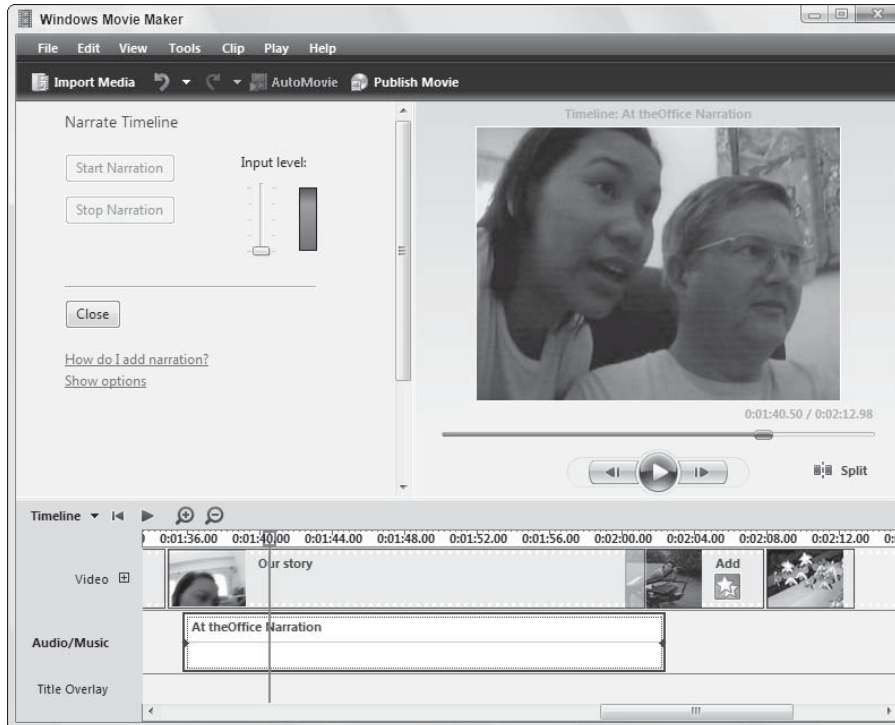 Windows Movie Maker
File Edit View Tools Clip Play Help
Import Media AutoMovie Publish Movie
Narrate Timeline
Start Narration
Input level:
Stop Narration
Close
How do I add narration?
Show options
Timeline: At theOffice Narration
0:01:40.50 / 0:02:12.98
Split
Timeline
0:01:36.00 0:01:40.00 0:01:44.00 0:01:48.00 0:01:52.00 0:01:56.00 0:02:00.00 0:02:04.00 0:02:08.00 0:02:12.00 0:
Video Our story Add
Audio/Music At theOffice Narration
Title Overlay